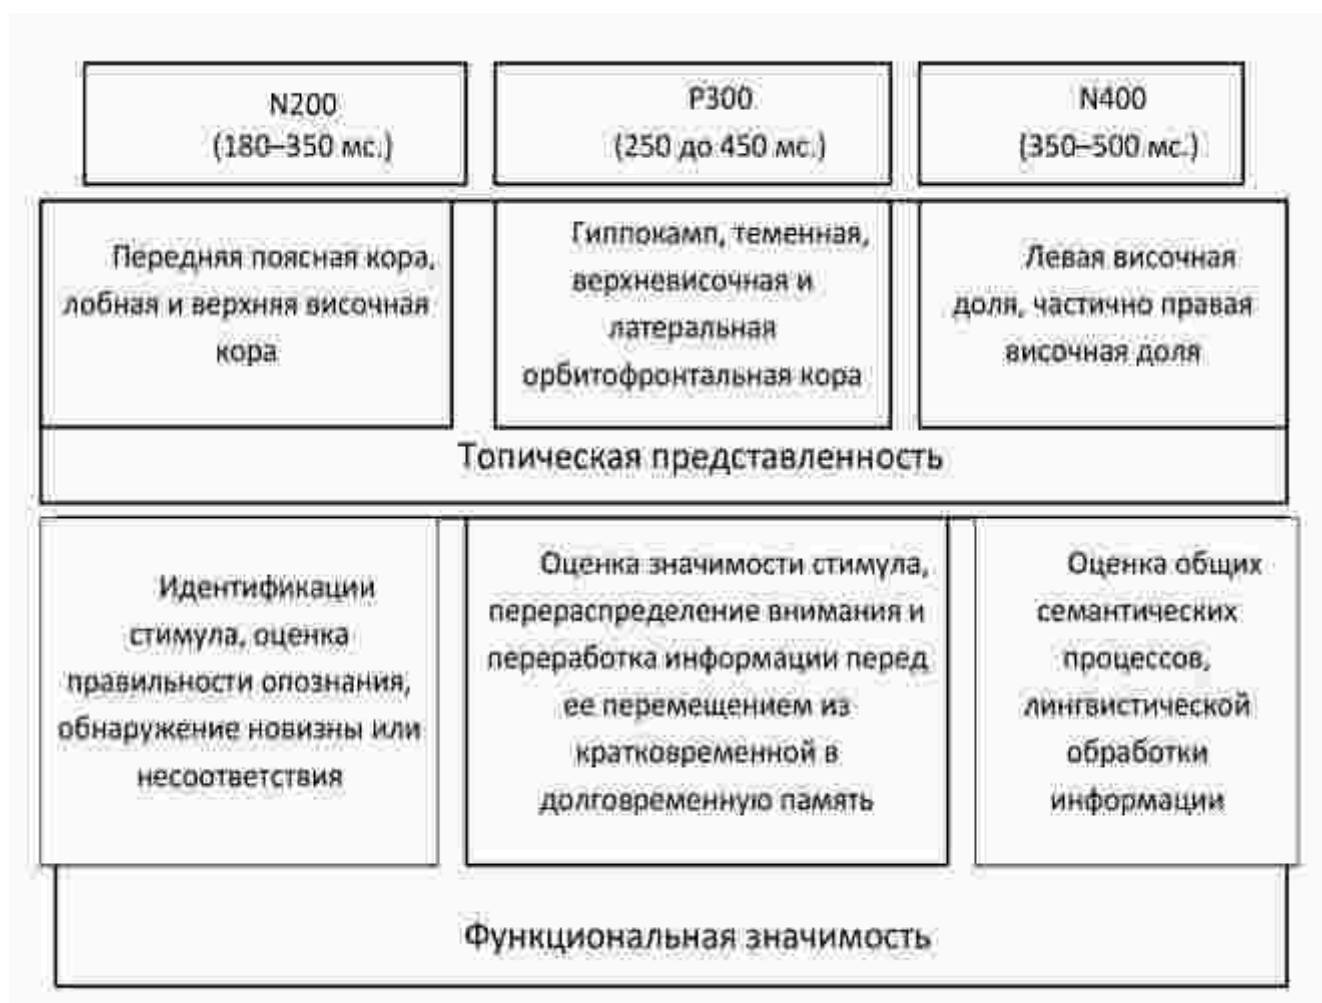 N200
(180–350 мс.)
P300
(250 до 450 мс.)
N400
(350–500 мс.)
Передняя поясная кора,
лобная и верхняя височная
кора
Гиппокамп, теменная,
верхневисочная и
латеральная
орбитофронтальная кора
Левая височная
доля, частично правая
височная доля
Топическая представленность
Идентификации
стимула, оценка
правильности опознания,
обнаружение новизны или
несоответствия
Оценка значимости стимула,
перераспределение внимания и
переработка информации перед
ее перемещением из
кратковременной в
долговременную память
Оценка общих
семантических
процессов,
лингвистической
обработки
информации
Функциональная значимость